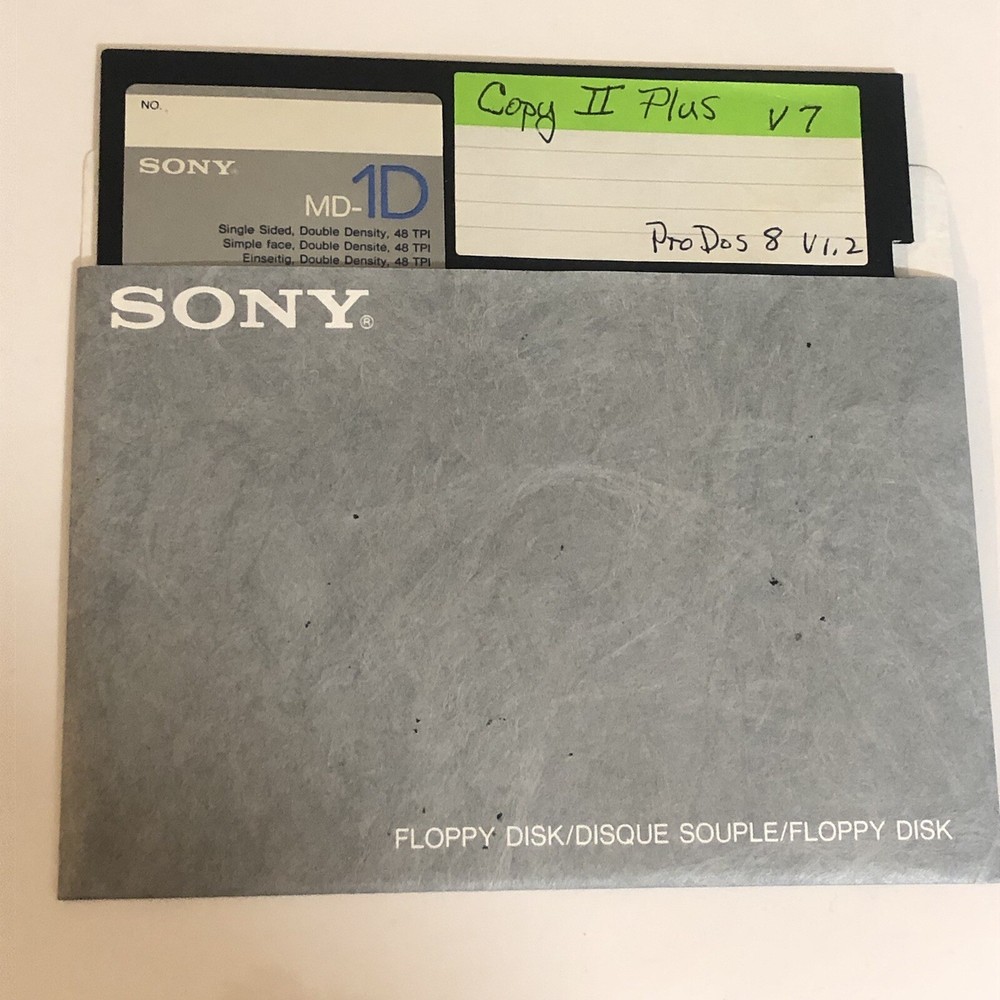 NO.
SONY
MD-1D
Single Sided, Double Density, 48 TPI
Simple face, Double Densite, 48 TPI
Einseitig, Double Density, 48 TPI
Copy II Plus V7
ProDos 8 V1.2
SONY®
FLOPPY DISK/DISQUE SOUPLE/FLOPPY DISK